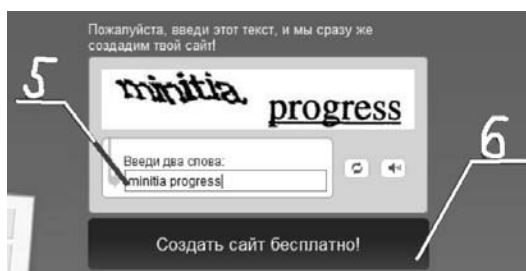 Пожалуйста, введи этот текст, и мы сразу же
создадим твой сайт!
5
minitia progress
6
Введи два слова:
minitia progress
Создать сайт бесплатно!